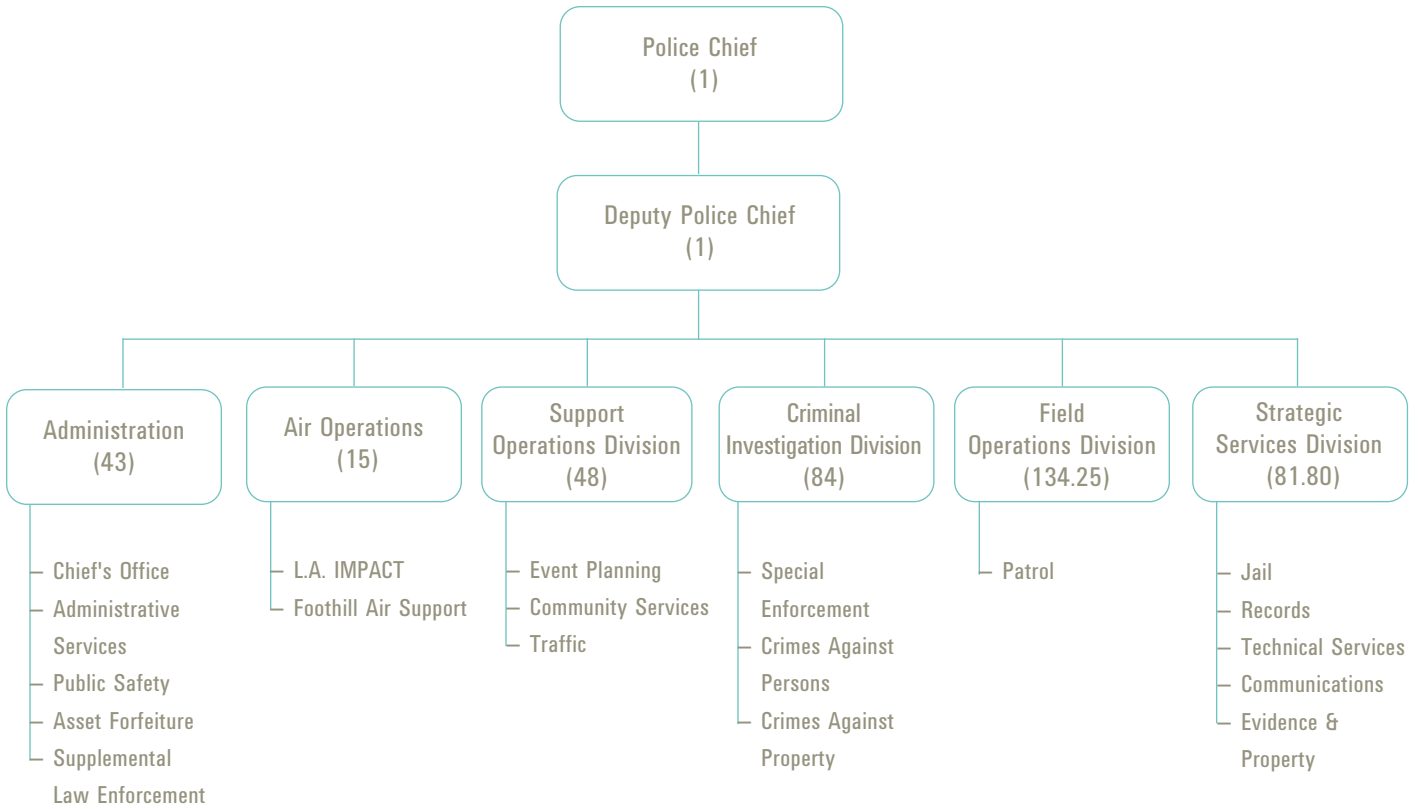 Police Chief
(1)
Deputy Police Chief
(1)
Administration
(43)
Chief's Office
Administrative
Services
Public Safety
Asset Forfeiture
Supplemental
Law Enforcement
Air Operations
(15)
L.A. IMPACT
Foothill Air Support
Support
Operations Division
(48)
Event Planning
Community Services
Traffic
Criminal
Investigation Division
(84)
Special
Enforcement
Crimes Against
Persons
Crimes Against
Property
Field
Operations Division
(134.25)
Patrol
Strategic
Services Division
(81.80)
Jail
Records
Technical Services
Communications
Evidence &
Property